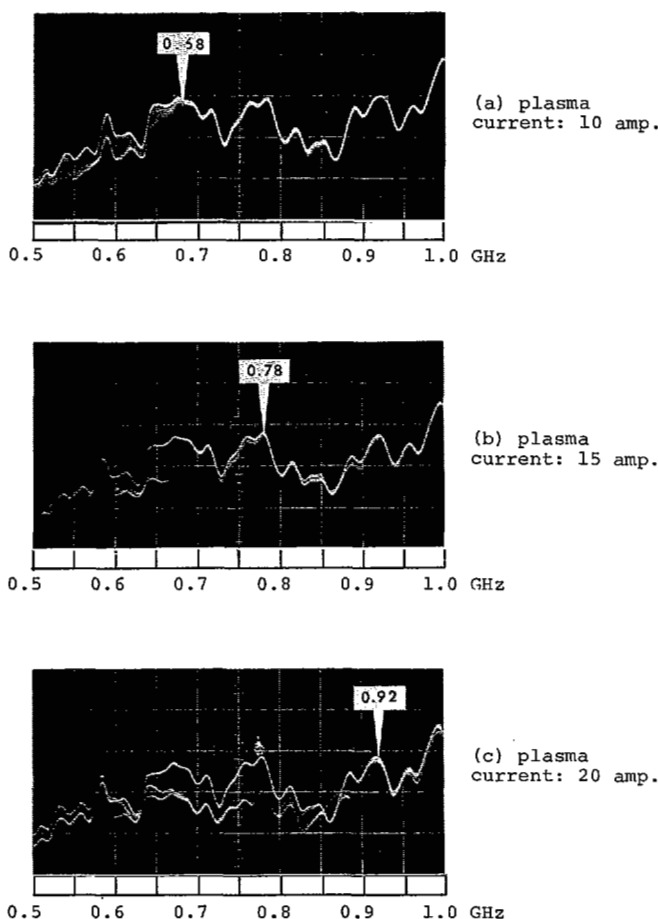 0.68
(a) plasma
current: 10 amp.
0.5 0.6 0.7 0.8 0.9 1.0 GHz
0.78
(b) plasma
current: 15 amp.
0.5 0.6 0.7 0.8 0.9 1.0 GHz
0.92
(c) plasma
current: 20 amp.
0.5 0.6 0.7 0.8 0.9 1.0 GHz